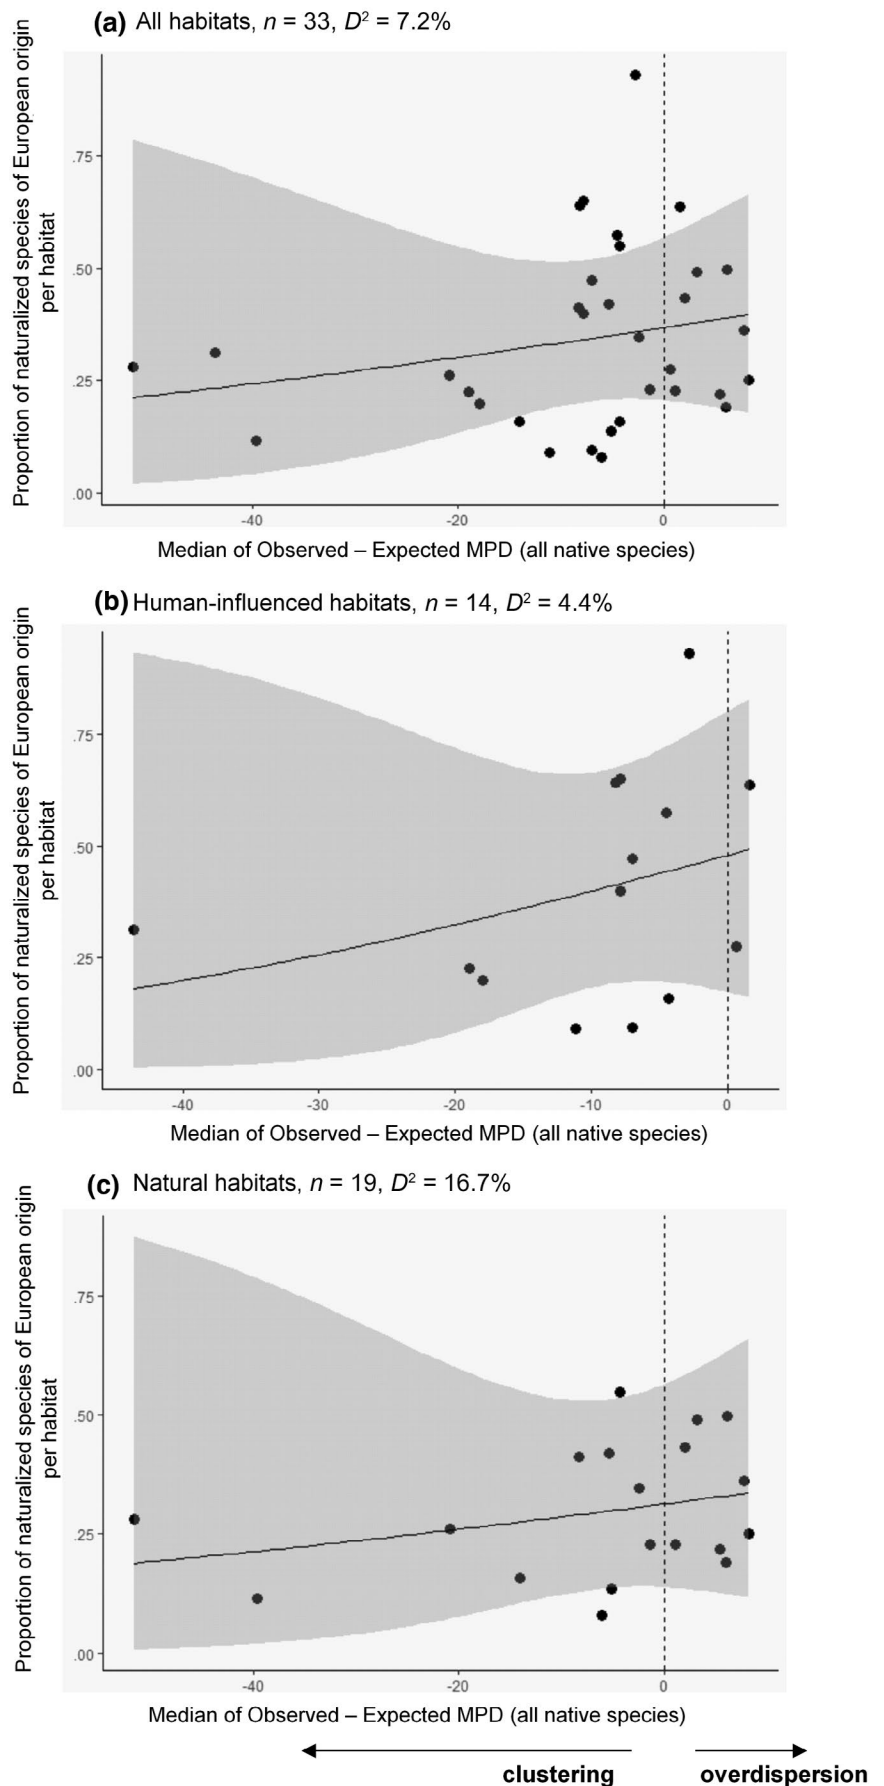 (a) All habitats, n = 33, D² = 7.2%
Proportion of naturalized species of European origin
per habitat
.75
.50
.25
.00
-40 -20 0
Median of Observed – Expected MPD (all native species)
(b) Human-influenced habitats, n = 14, D² = 4.4%
Proportion of naturalized species of European origin
per habitat
.75
.50
.25
.00
-40 -30 -20 -10 0
Median of Observed – Expected MPD (all native species)
(c) Natural habitats, n = 19, D² = 16.7%
Proportion of naturalized species of European origin
per habitat
.75
.50
.25
.00
-40 -20 0
Median of Observed – Expected MPD (all native species)
clustering overdispersion